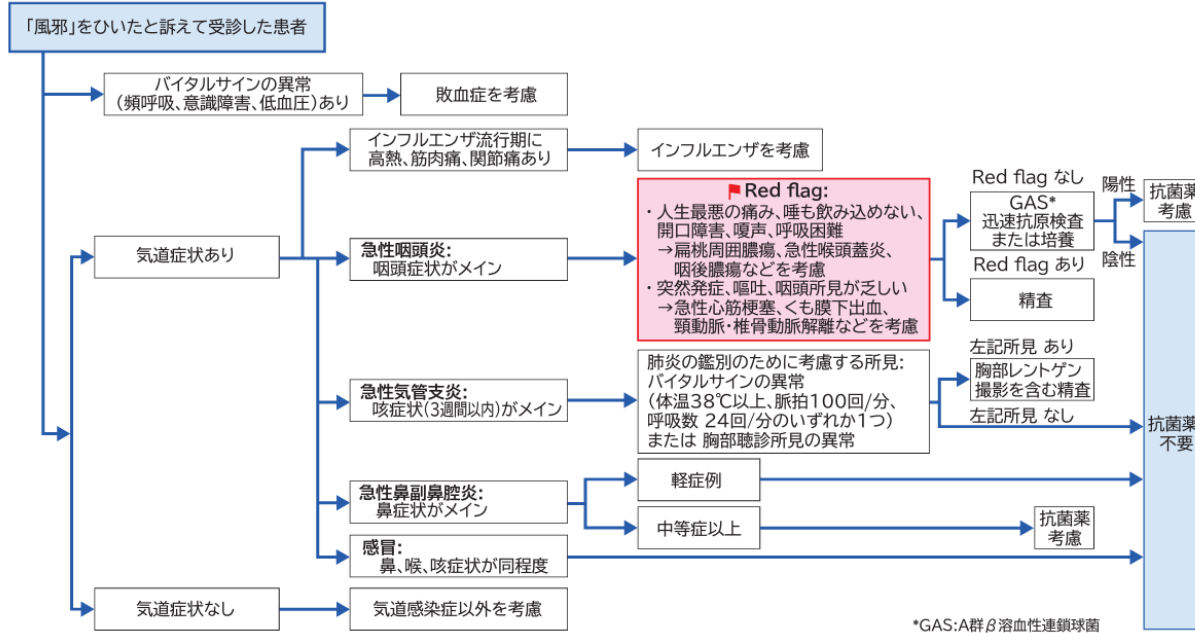 「風邪」をひいたと訴えて受診した患者
バイタルサインの異常
(頻呼吸、意識障害、低血圧)あり
敗血症を考慮
気道症状あり
インフルエンザ流行期に
高熱、筋肉痛、関節痛あり
インフルエンザを考慮
急性咽頭炎:
咽頭症状がメイン
Red flag:
・人生最悪の痛み、唾も飲み込めない、
開口障害、嗄声、呼吸困難
→扁桃周囲膿瘍、急性喉頭蓋炎、
咽後膿瘍などを考慮
・突然発症、嘔吐、咽頭所見が乏しい
→急性心筋梗塞、くも膜下出血、
頸動脈・椎骨動脈解離などを考慮
Red flag なし
GAS*
迅速抗原検査
または培養
陽性
抗菌薬
考慮
陰性
Red flag あり
精査
急性気管支炎:
咳症状(3週間以内)がメイン
肺炎の鑑別のために考慮する所見:
バイタルサインの異常
(体温38℃以上、脈拍100回/分、
呼吸数 24回/分のいずれか1つ)
または 胸部聴診所見の異常
左記所見 あり
胸部レントゲン
撮影を含む精査
左記所見 なし
抗菌薬
不要
急性鼻副鼻腔炎:
鼻症状がメイン
軽症例
中等症以上
抗菌薬
考慮
感冒:
鼻、喉、咳症状が同程度
気道症状なし
気道感染症以外を考慮
*GAS:A群β溶血性連鎖球菌